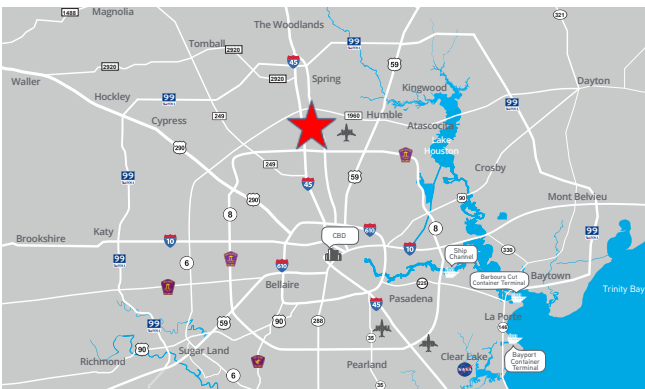 1488
Magnolia
321
The Woodlands
99
Tomball
2920
2920
45
59
Waller
2920
Spring
Kingwood
Dayton
Hockley
99
99
Cypress
249
1960
Humble
Atascocita
Lake
Houston
290
249
Crosby
99
45
59
290
90
Mont Belvieu
8
610
8
99
Katy
CBD
Brookshire
10
10
Ship
Channel
330
99
6
610
Barbours Cut
Container Terminal
Baytown
Bellaire
225
Trinity Bay
Pasadena
45
La Porte
99
59
90
288
146
35
90
Sugar Land
Bayport
Container
Terminal
Richmond
Pearland
Clear Lake
NASA
6
35